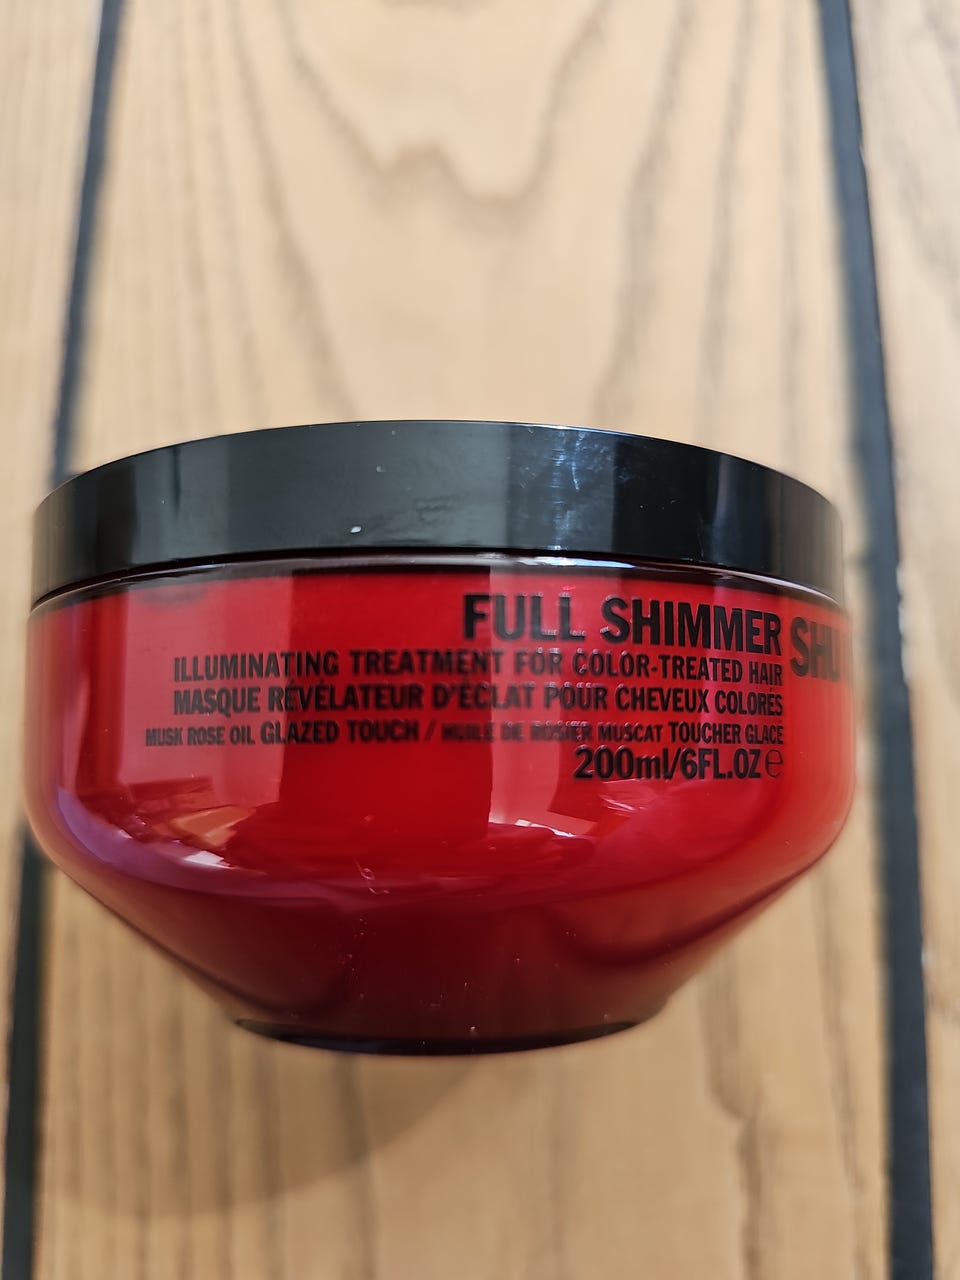 FULL SHIMMER
ILLUMINATING TREATMENT FOR COLOR-TREATED HAIR
MASQUE RÉVÉLATEUR D'ÉCLAT POUR CHEVEUX COLORÉS
MUSK ROSE OIL GLAZED TOUCH / HUILE DE ROSIER MUSCAT TOUCHER GLACE
200ml/6FL.OZ e